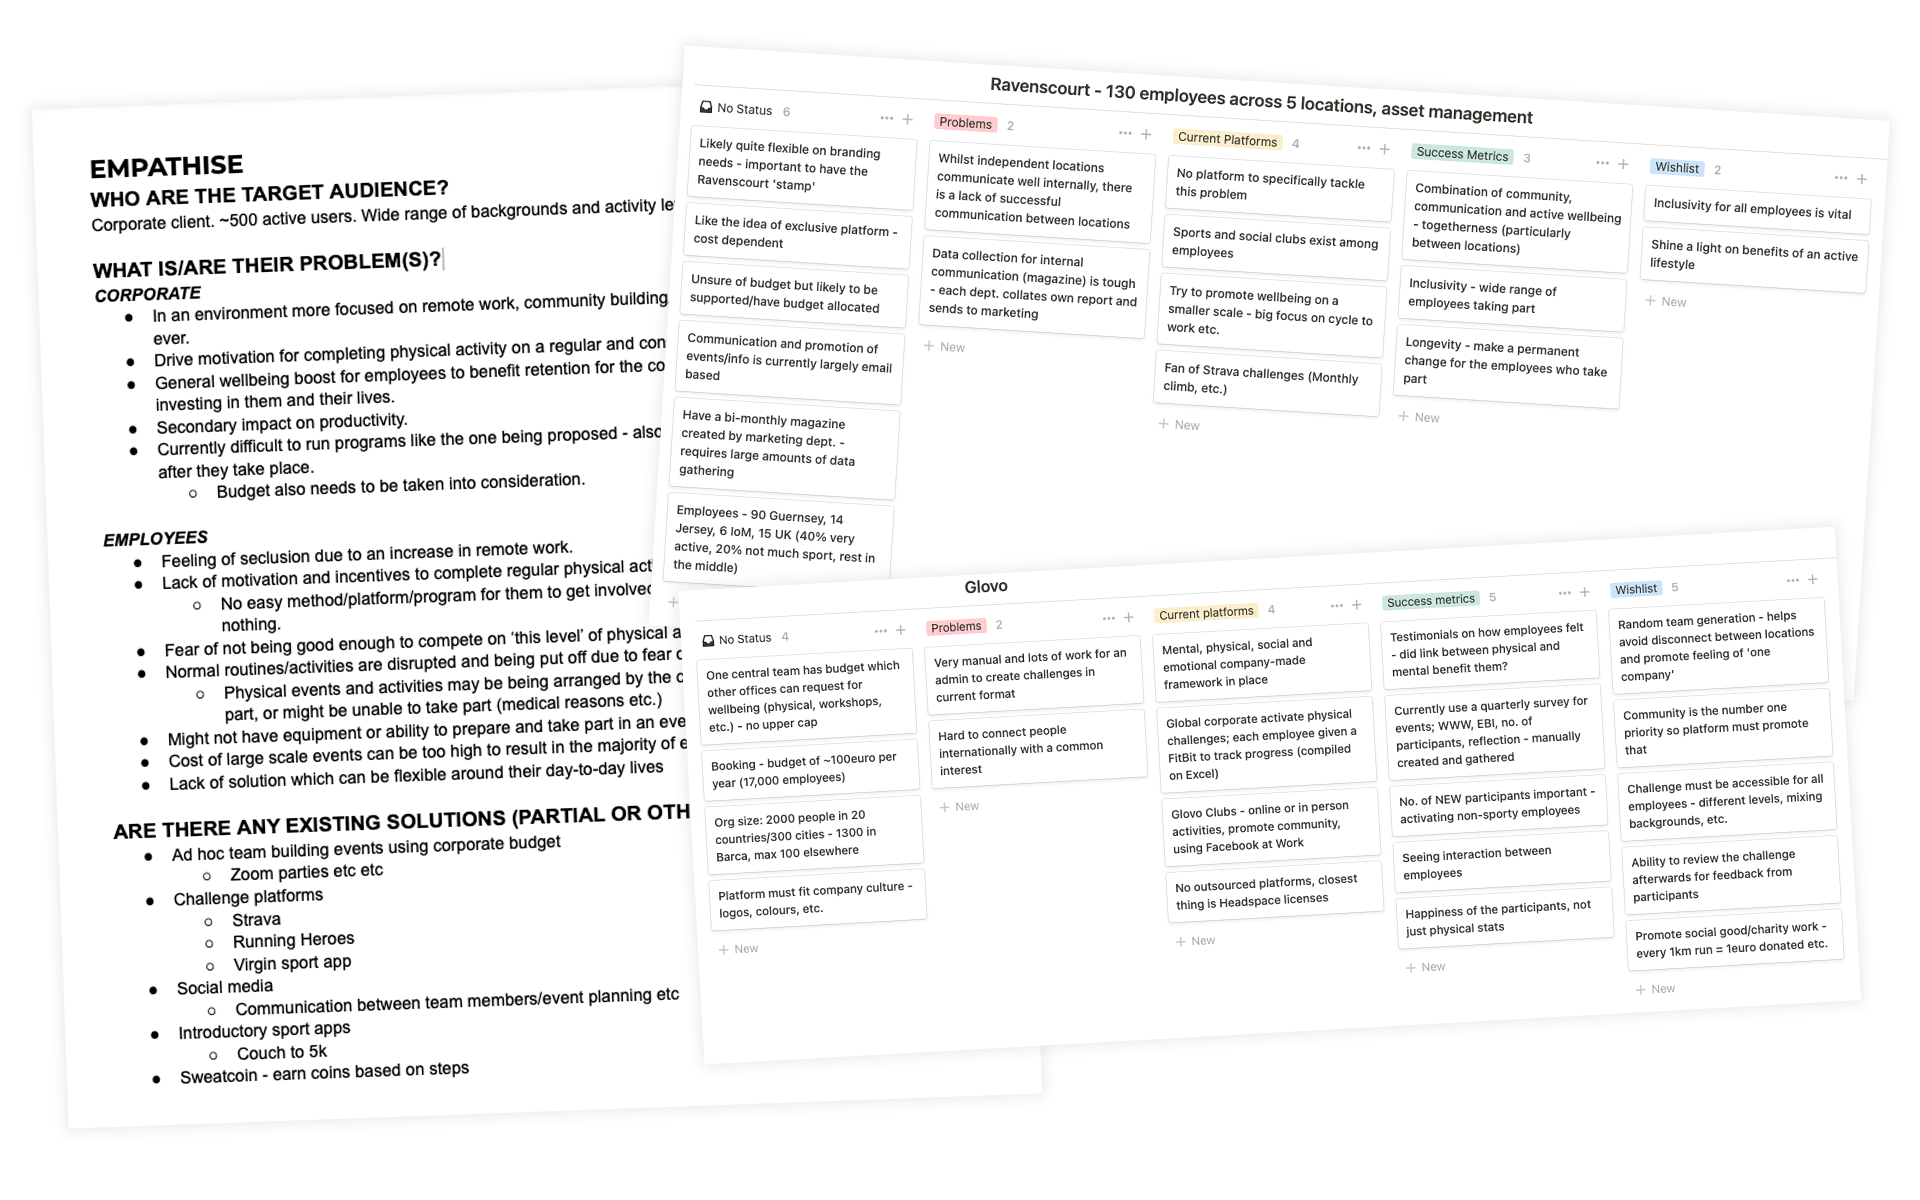 EMPATHISE
WHO ARE THE TARGET AUDIENCE?
Corporate client. ~500 active users. Wide range of backgrounds and activity
WHAT IS/ARE THEIR PROBLEM(S)?
CORPORATE
● In an environment more focused on remote work, community building
ever.
● Drive motivation for completing physical activity on a regular and
● General wellbeing boost for employees to benefit retention for the
investing in them and their lives.
● Secondary impact on productivity.
● Currently difficult to run programs like the one being proposed - also
after they take place.
○ Budget also needs to be taken into consideration.
EMPLOYEES
● Feeling of seclusion due to an increase in remote work.
● Lack of motivation and incentives to complete regular physical
○ No easy method/platform/program for them to get involved
nothing.
● Fear of not being good enough to compete on ‘this level’ of physical
● Normal routines/activities are disrupted and being put off due to fear
○ Physical events and activities may be being arranged by the
part, or might be unable to take part (medical reasons etc.)
● Might not have equipment or ability to prepare and take part in an
● Cost of large scale events can be too high to result in the majority of
● Lack of solution which can be flexible around their day-to-day lives
ARE THERE ANY EXISTING SOLUTIONS (PARTIAL OR
● Ad hoc team building events using corporate budget
○ Zoom parties etc etc
● Challenge platforms
○ Strava
○ Running Heroes
○ Virgin sport app
● Social media
○ Communication between team members/event planning etc
● Introductory sport apps
○ Couch to 5k
● Sweatcoin - earn coins based on steps
Ravenscourt - 130 employees across 5 locations, asset management
No Status 6
Likely quite flexible on branding
needs - important to have the
Ravenscourt 'stamp'
Like the idea of exclusive platform -
cost dependent
Unsure of budget but likely to be
supported/have budget allocated
Communication and promotion of
events/info is currently largely email
based
Have a bi-monthly magazine
created by marketing dept. -
requires large amounts of data
gathering
Employees - 90 Guernsey, 14
Jersey, 6 IoM, 15 UK (40% very
active, 20% not much sport, rest in
the middle)
Problems 2
Whilst independent locations
communicate well internally, there
is a lack of successful
communication between locations
Data collection for internal
communication (magazine) is tough
- each dept. collates own report and
sends to marketing
+ New
Current Platforms 4
No platform to specifically tackle
this problem
Sports and social clubs exist among
employees
Try to promote wellbeing on a
smaller scale - big focus on cycle to
work etc.
Fan of Strava challenges (Monthly
climb, etc.)
+ New
Success Metrics 3
Combination of community,
communication and active wellbeing
- togetherness (particularly
between locations)
Inclusivity - wide range of
employees taking part
Longevity - make a permanent
change for the employees who take
part
+ New
Wishlist 2
Inclusivity for all employees is vital
Shine a light on benefits of an active
lifestyle
+ New
Glovo
No Status 4
One central team has budget which
other offices can request for
wellbeing (physical, workshops,
etc.) - no upper cap
Booking - budget of ~100euro per
year (17,000 employees)
Org size: 2000 people in 20
countries/300 cities - 1300 in
Barca, max 100 elsewhere
Platform must fit company culture -
logos, colours, etc.
+ New
Problems 2
Very manual and lots of work for an
admin to create challenges in
current format
Hard to connect people
internationally with a common
interest
+ New
Current platforms 4
Mental, physical, social and
emotional company-made
framework in place
Global corporate activate physical
challenges; each employee given a
FitBit to track progress (compiled
on Excel)
Glovo Clubs - online or in person
activities, promote community,
using Facebook at Work
No outsourced platforms, closest
thing is Headspace licenses
+ New
Success metrics 5
Testimonials on how employees felt
- did link between physical and
mental benefit them?
Currently use a quarterly survey for
events; WWW, EBI, no. of
participants, reflection - manually
created and gathered
No. of NEW participants important -
activating non-sporty employees
Seeing interaction between
employees
Happiness of the participants, not
just physical stats
+ New
Wishlist 5
Random team generation - helps
avoid disconnect between locations
and promote feeling of 'one
company'
Community is the number one
priority so platform must promote
that
Challenge must be accessible for all
employees - different levels, mixing
backgrounds, etc.
Ability to review the challenge
afterwards for feedback from
participants
Promote social good/charity work -
every 1km run = 1euro donated etc.
+ New